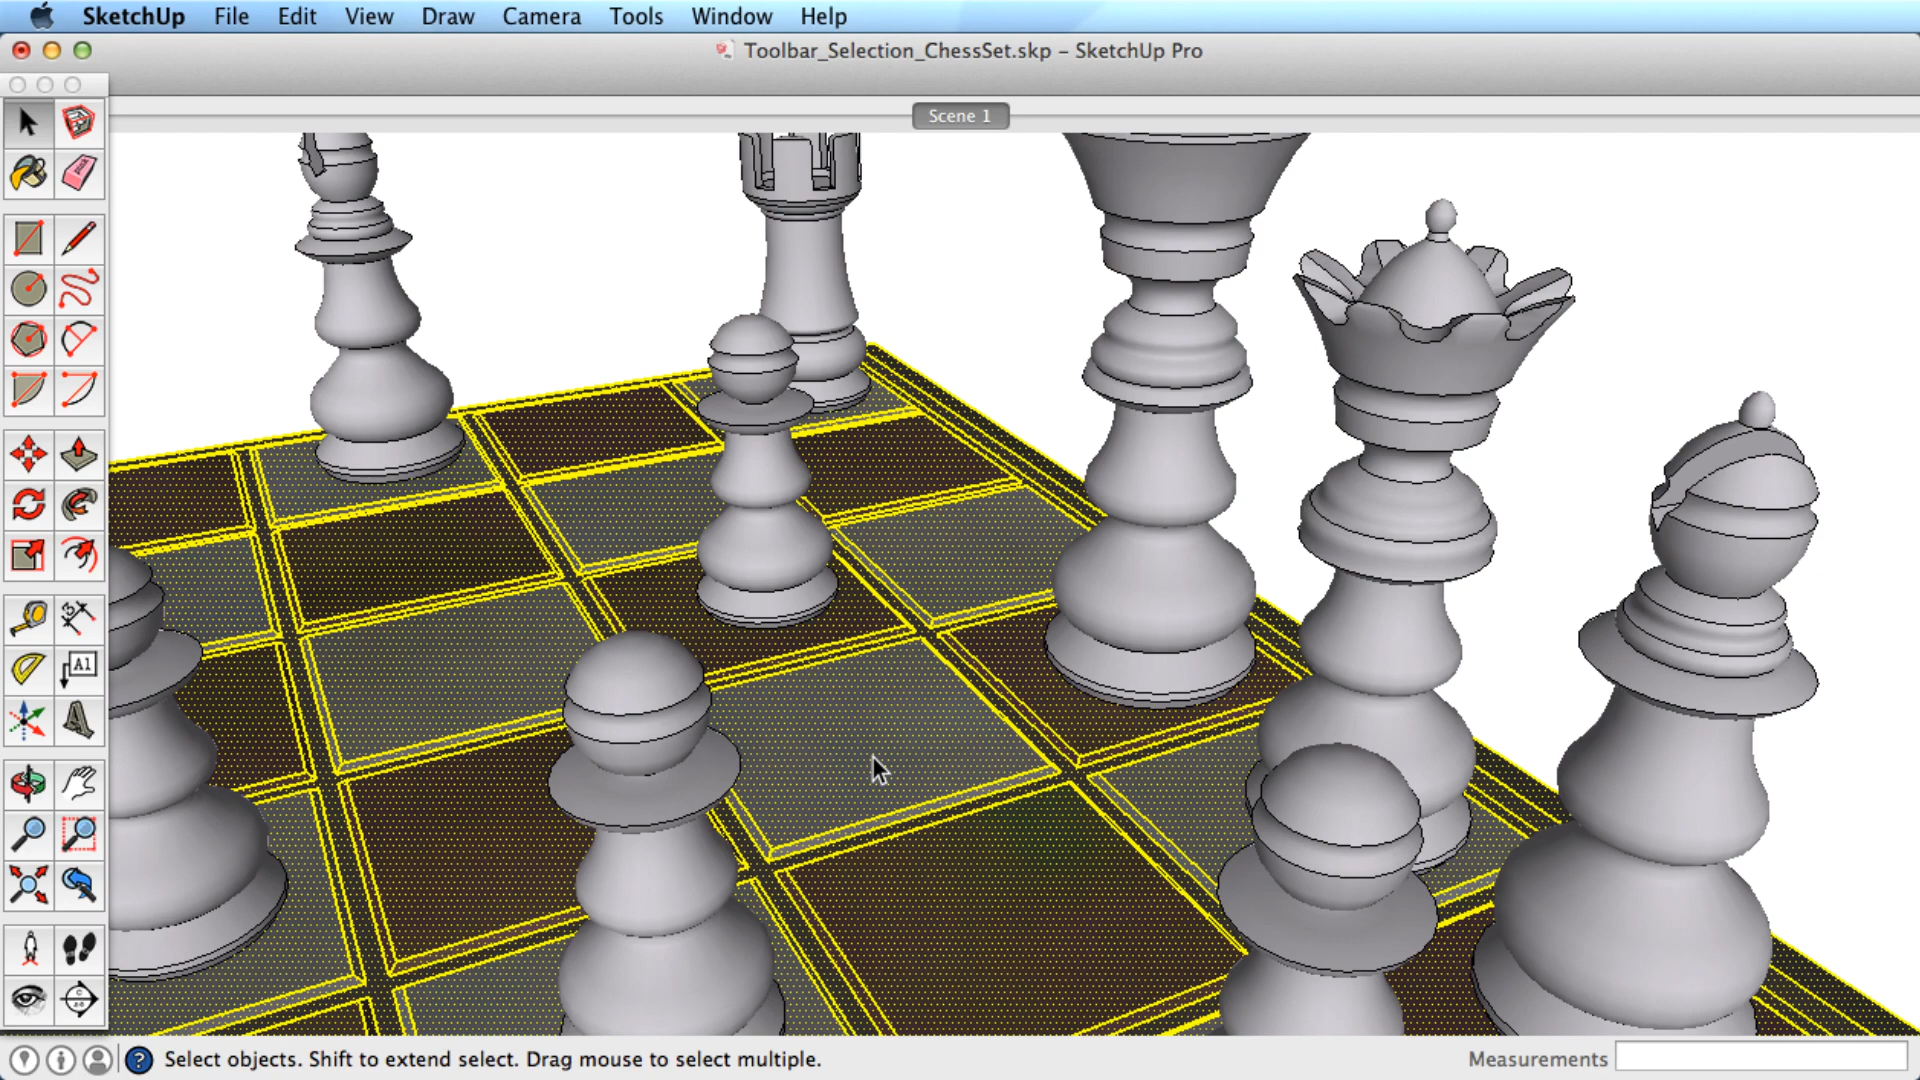 SketchUp File Edit View Draw Camera Tools Window Help
Toolbar_Selection_ChessSet.skp – SketchUp Pro
Scene 1
A1
Select objects. Shift to extend select. Drag mouse to select multiple.
Measurements